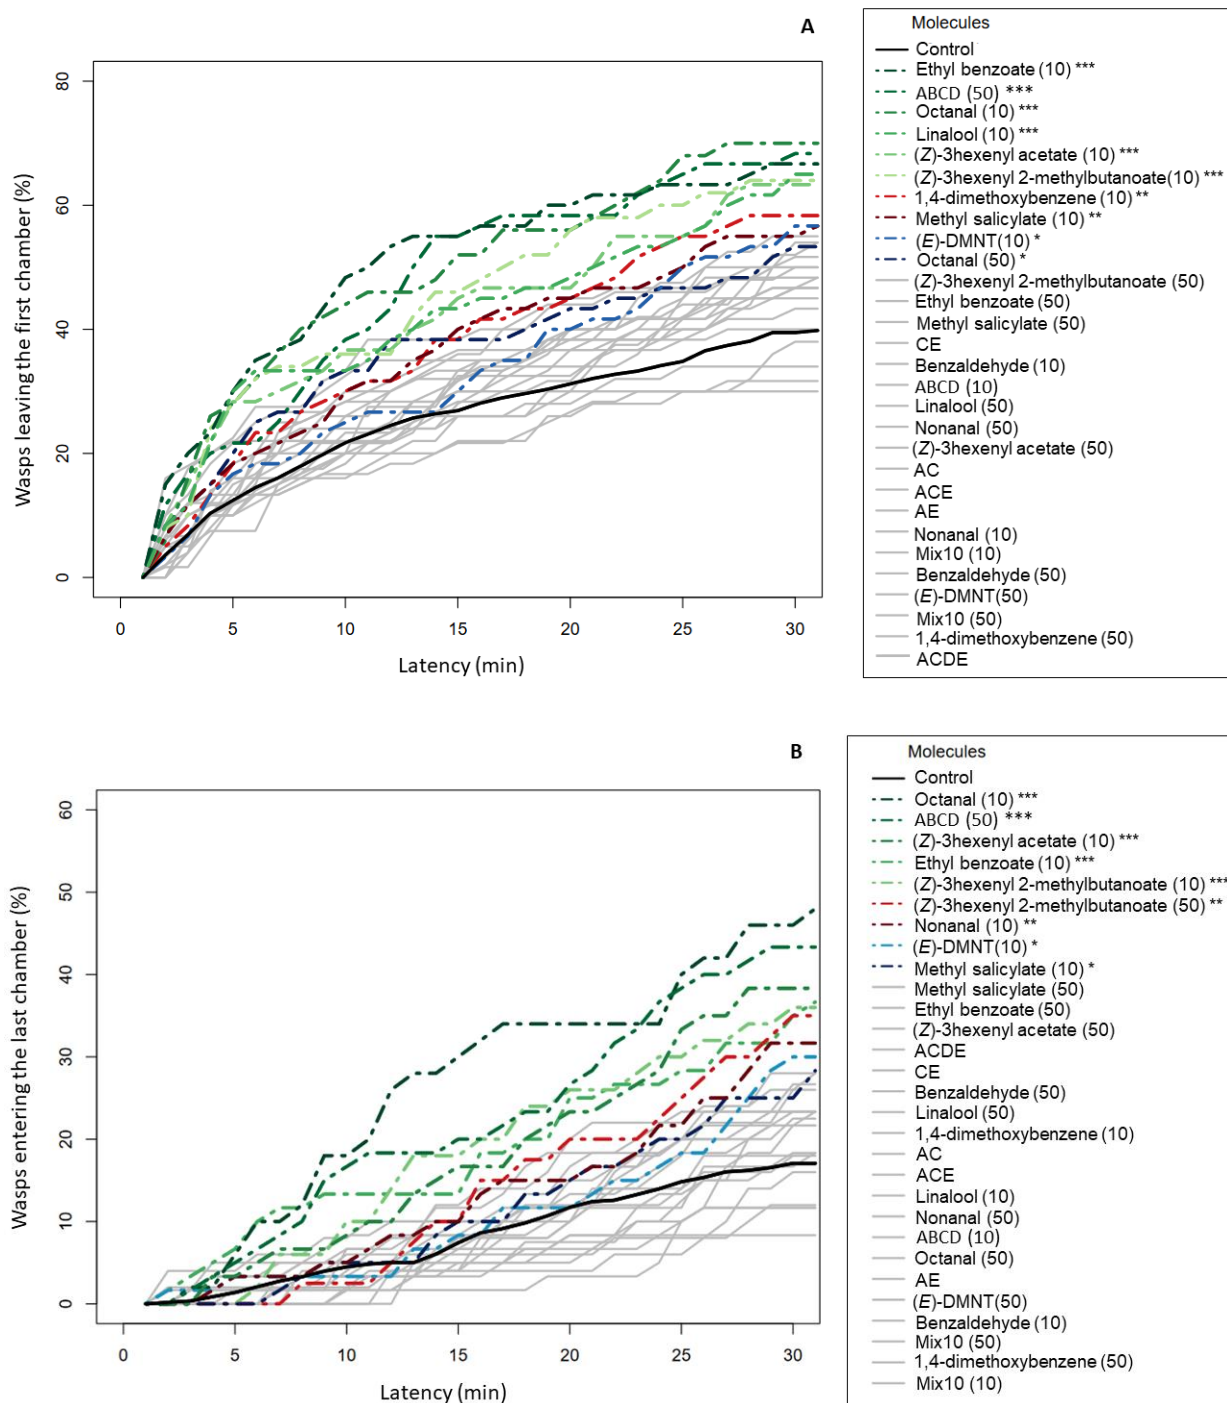 A
Wasps leaving the first chamber (%)
80
60
40
20
0
0 5 10 15 20 25 30
Latency (min)
Molecules
Control
Ethyl benzoate (10) ***
ABCD (50) ***
Octanal (10) ***
Linalool (10) ***
(Z)-3hexenyl acetate (10) ***
(Z)-3hexenyl 2-methylbutanoate(10) ***
1,4-dimethoxybenzene (10) **
Methyl salicylate (10) **
(E)-DMNT(10) *
Octanal (50) *
(Z)-3hexenyl 2-methylbutanoate (50)
Ethyl benzoate (50)
Methyl salicylate (50)
CE
Benzaldehyde (10)
ABCD (10)
Linalool (50)
Nonanal (50)
(Z)-3hexenyl acetate (50)
AC
ACE
AE
Nonanal (10)
Mix10 (10)
Benzaldehyde (50)
(E)-DMNT(50)
Mix10 (50)
1,4-dimethoxybenzene (50)
ACDE
B
Wasps entering the last chamber (%)
60
50
40
30
20
10
0
0 5 10 15 20 25 30
Latency (min)
Molecules
Control
Octanal (10) ***
ABCD (50) ***
(Z)-3hexenyl acetate (10) ***
Ethyl benzoate (10) ***
(Z)-3hexenyl 2-methylbutanoate (10) ***
(Z)-3hexenyl 2-methylbutanoate (50) **
Nonanal (10) **
(E)-DMNT(10) *
Methyl salicylate (10) *
Methyl salicylate (50)
Ethyl benzoate (50)
(Z)-3hexenyl acetate (50)
ACDE
CE
Benzaldehyde (50)
Linalool (50)
1,4-dimethoxybenzene (10)
AC
ACE
Linalool (10)
Nonanal (50)
ABCD (10)
Octanal (50)
AE
(E)-DMNT(50)
Benzaldehyde (10)
Mix10 (50)
1,4-dimethoxybenzene (50)
Mix10 (10)